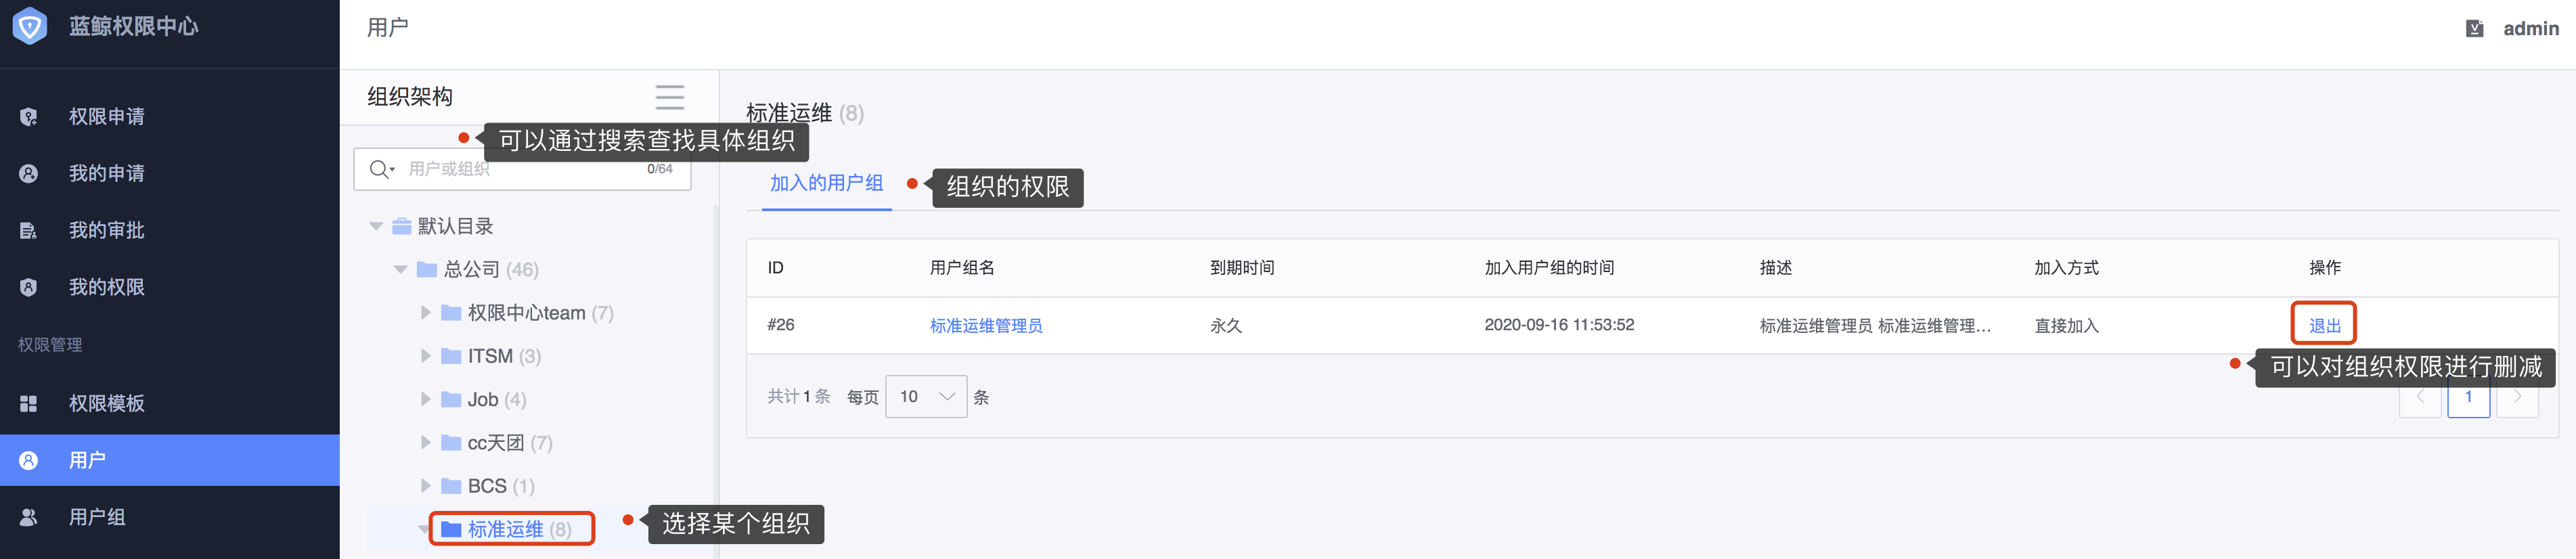 蓝鲸权限中心
权限申请
我的申请
我的审批
我的权限
权限管理
权限模板
用户
用户组
用户
admin
组织架构
可以通过搜索查找具体组织
用户或组织 0/64
默认目录
总公司 (46)
权限中心team (7)
ITSM (3)
Job (4)
cc天团 (7)
BCS (1)
标准运维 (8)
选择某个组织
标准运维 (8)
加入的用户组
组织的权限
ID 用户组名 到期时间 加入用户组的时间 描述 加入方式 操作
#26 标准运维管理员 永久 2020-09-16 11:53:52 标准运维管理员 标准运维管理... 直接加入 退出
可以对组织权限进行删减
共计 1 条 每页 10 条 1